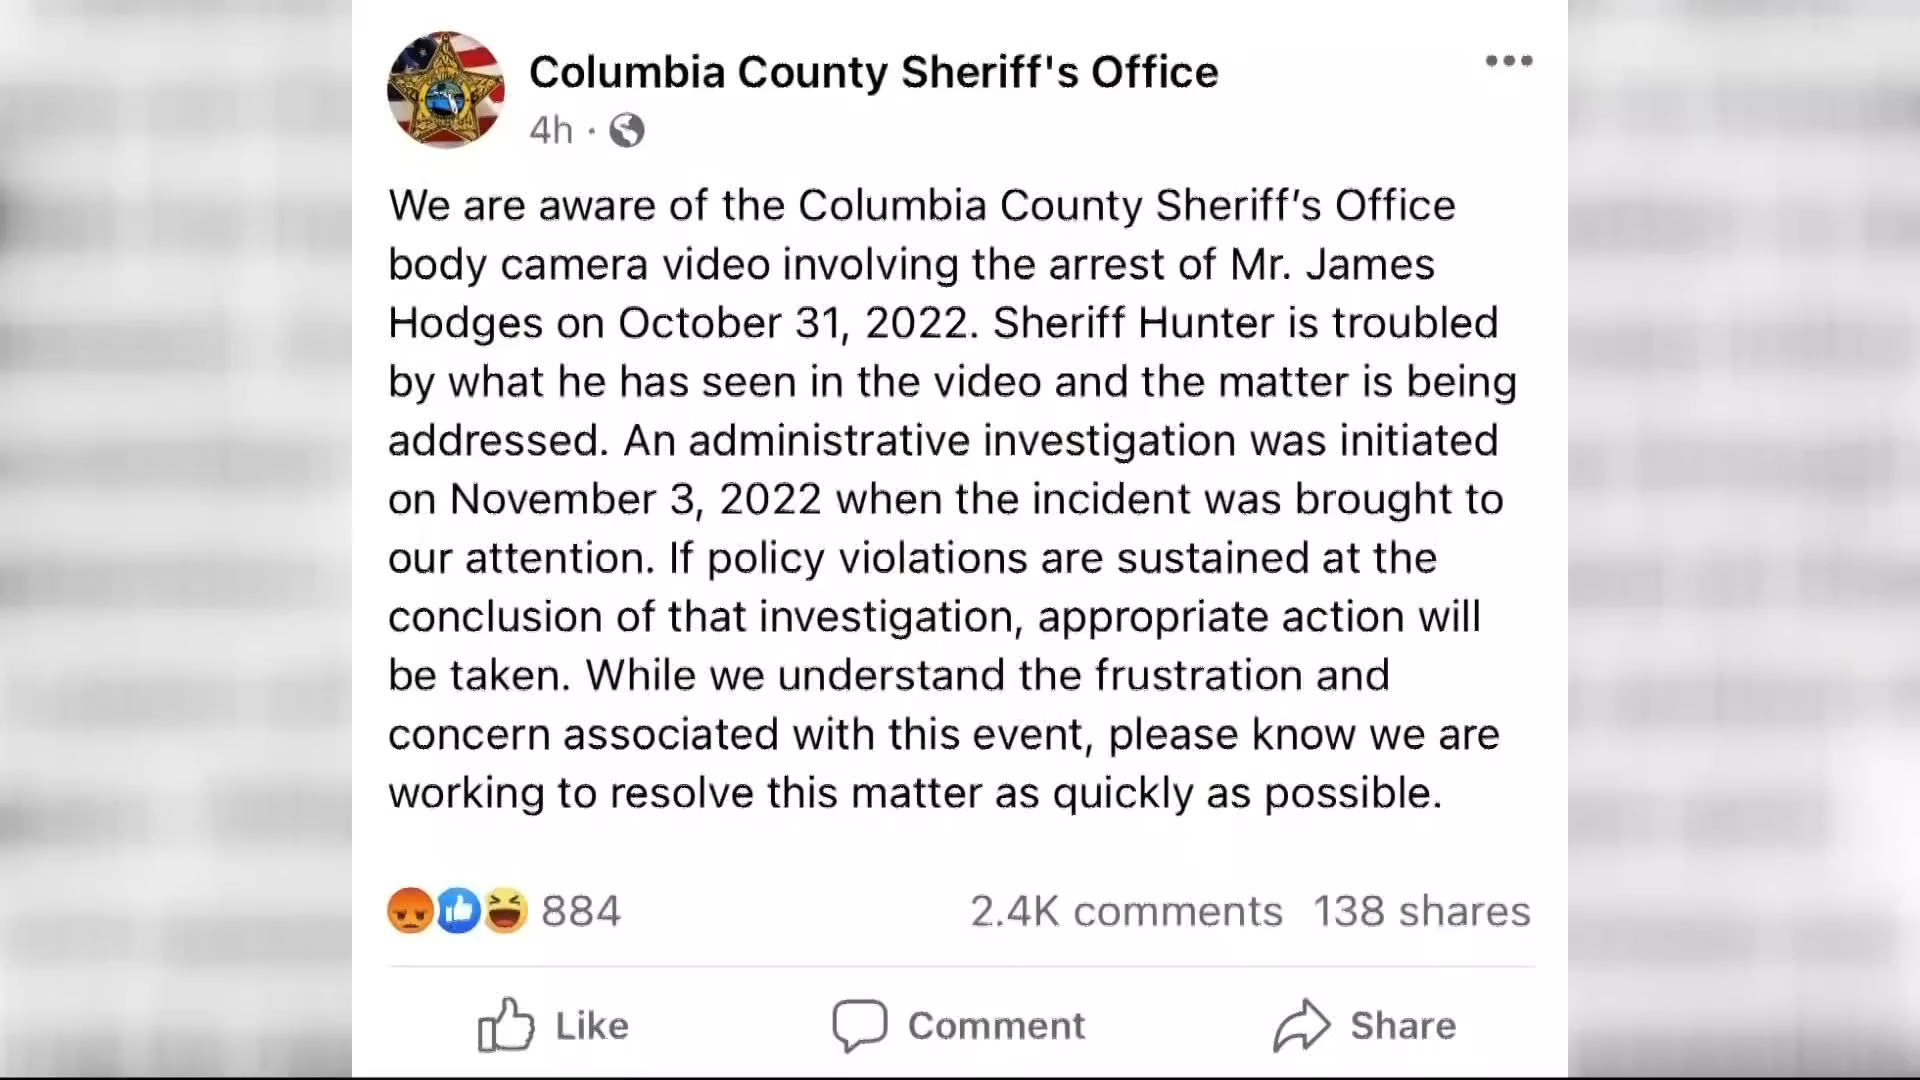 Columbia County Sheriff's Office
4h ·
We are aware of the Columbia County Sheriff's Office
body camera video involving the arrest of Mr. James
Hodges on October 31, 2022. Sheriff Hunter is troubled
by what he has seen in the video and the matter is being
addressed. An administrative investigation was initiated
on November 3, 2022 when the incident was brought to
our attention. If policy violations are sustained at the
conclusion of that investigation, appropriate action will
be taken. While we understand the frustration and
concern associated with this event, please know we are
working to resolve this matter as quickly as possible.
884 2.4K comments 138 shares
Like Comment Share